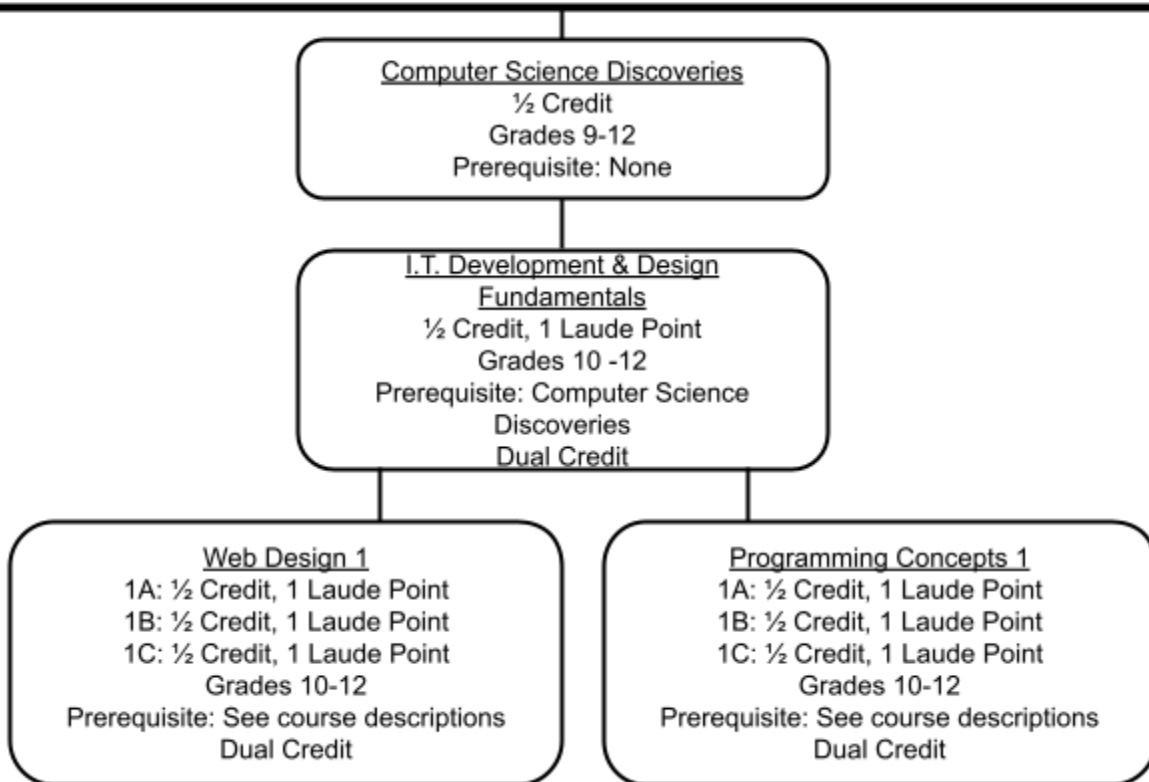 Computer Science Discoveries
½ Credit
Grades 9-12
Prerequisite: None
I.T. Development & Design
Fundamentals
½ Credit, 1 Laude Point
Grades 10 -12
Prerequisite: Computer Science
Discoveries
Dual Credit
Web Design 1
1A: ½ Credit, 1 Laude Point
1B: ½ Credit, 1 Laude Point
1C: ½ Credit, 1 Laude Point
Grades 10-12
Prerequisite: See course descriptions
Dual Credit
Programming Concepts 1
1A: ½ Credit, 1 Laude Point
1B: ½ Credit, 1 Laude Point
1C: ½ Credit, 1 Laude Point
Grades 10-12
Prerequisite: See course descriptions
Dual Credit